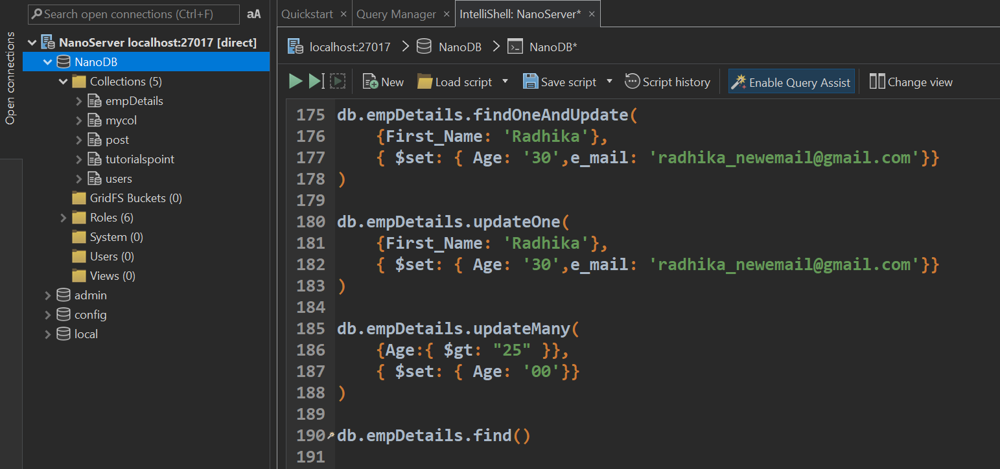 Open connections
Search open connections (Ctrl+F)
aA
NanoServer localhost:27017 [direct]
NanoDB
Collections (5)
empDetails
mycol
post
tutorialspoint
users
GridFS Buckets (0)
Roles (6)
System (0)
Users (0)
Views (0)
admin
config
local
Quickstart × Query Manager × IntelliShell: NanoServer* ×
localhost:27017 > NanoDB > NanoDB*
New Load script Save script Script history Enable Query Assist Change view
175 db.empDetails.findOneAndUpdate(
176 {First_Name: 'Radhika'},
177 { $set: { Age: '30',e_mail: 'radhika_newemail@gmail.com'}}
178 )
179
180 db.empDetails.updateOne(
181 {First_Name: 'Radhika'},
182 { $set: { Age: '30',e_mail: 'radhika_newemail@gmail.com'}}
183 )
184
185 db.empDetails.updateMany(
186 {Age:{ $gt: "25" }},
187 { $set: { Age: '00'}}
188 )
189
190 db.empDetails.find()
191